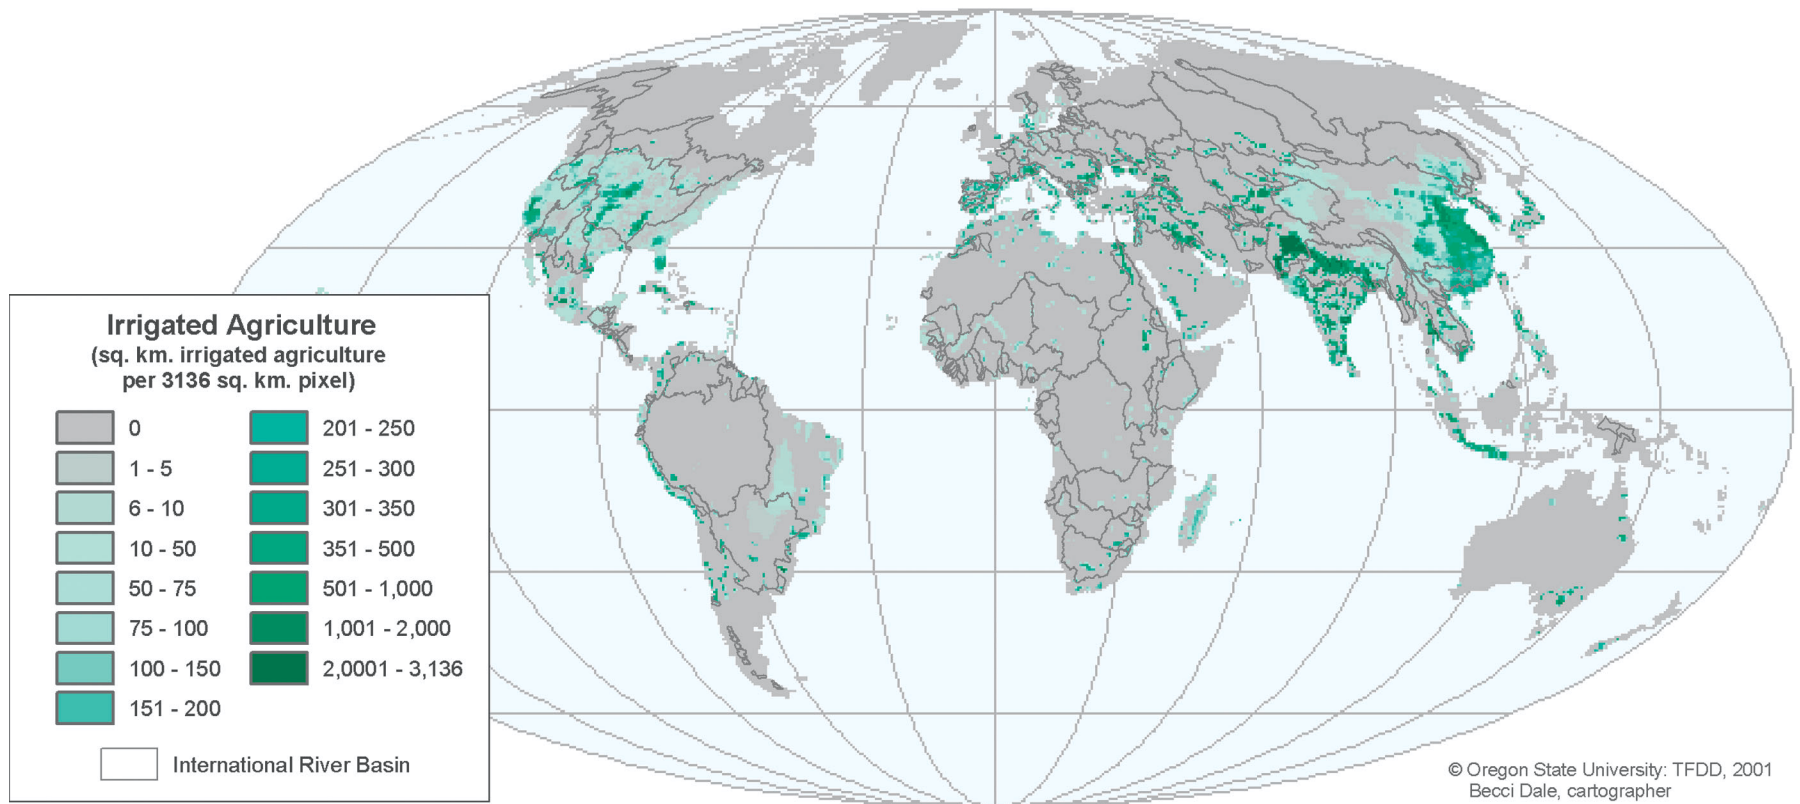 Irrigated Agriculture
(sq. km. irrigated agriculture
per 3136 sq. km. pixel)
0
1 - 5
6 - 10
10 - 50
50 - 75
75 - 100
100 - 150
151 - 200
201 - 250
251 - 300
301 - 350
351 - 500
501 - 1,000
1,001 - 2,000
2,0001 - 3,136
International River Basin
© Oregon State University: TFDD, 2001
Becci Dale, cartographer